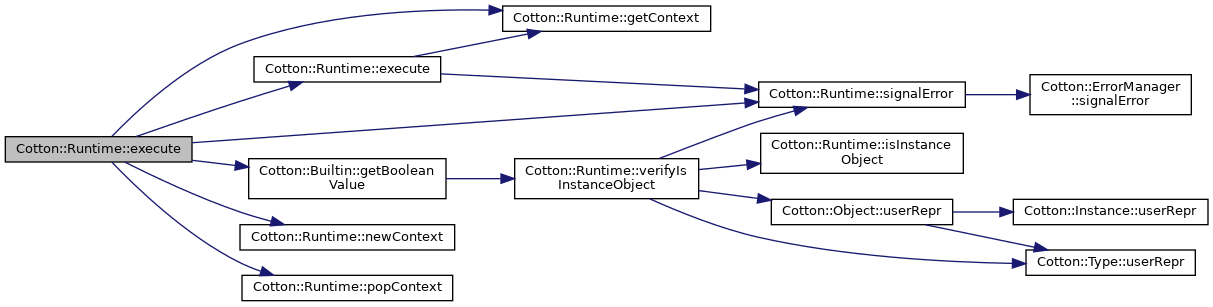 Cotton::Runtime::execute
Cotton::Runtime::getContext
Cotton::Runtime::execute
Cotton::Runtime::signalError
Cotton::ErrorManager
::signalError
Cotton::Builtin::getBoolean
Value
Cotton::Runtime::verifyIs
InstanceObject
Cotton::Runtime::isInstance
Object
Cotton::Object::userRepr
Cotton::Instance::userRepr
Cotton::Type::userRepr
Cotton::Runtime::newContext
Cotton::Runtime::popContext